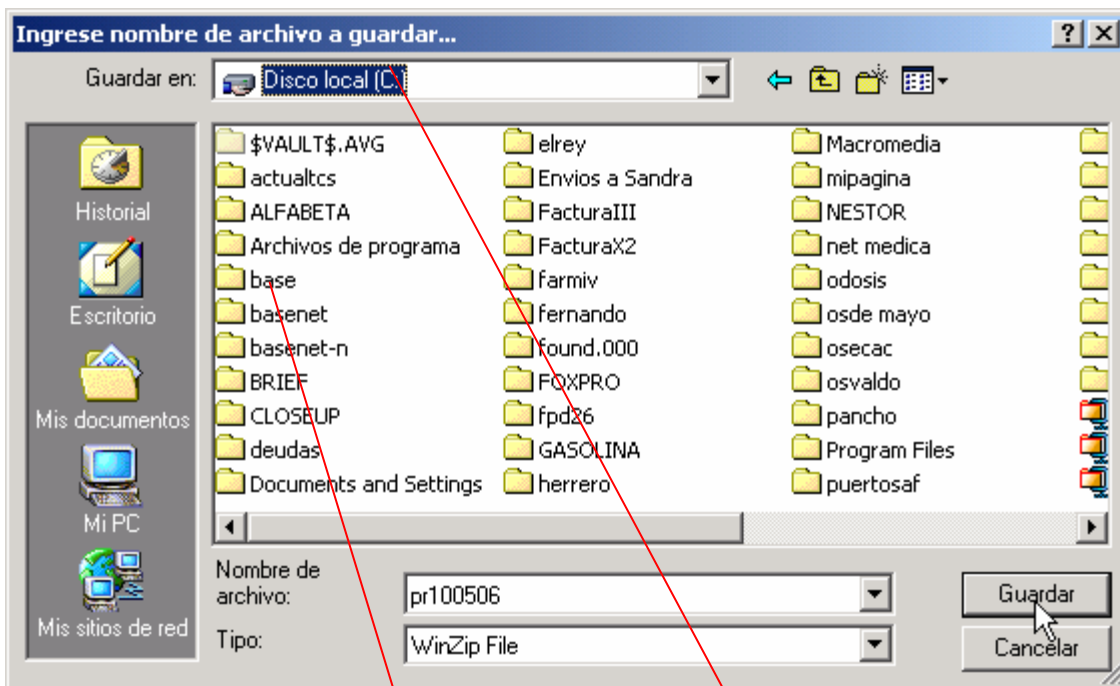 Ingrese nombre de archivo a guardar...
Guardar en:
Disco local (C:)
Historial
Escritorio
Mis documentos
Mi PC
Mis sitios de red
$VAULT$.AVG
actualtcs
ALFABETA
Archivos de programa
base
basenet
basenet-n
BRIEF
CLOSEUP
deudas
Documents and Settings
elrey
Envios a Sandra
FacturaIII
FacturaX2
farmiv
fernando
found.000
FOXPRO
fpd26
GASOLINA
herrero
Macromedia
mipagina
NESTOR
net medica
odosis
osde mayo
osecac
osvaldo
pancho
Program Files
puertosaf
Nombre de
archivo:
pr100506
Guardar
Tipo:
WinZip File
Cancelar